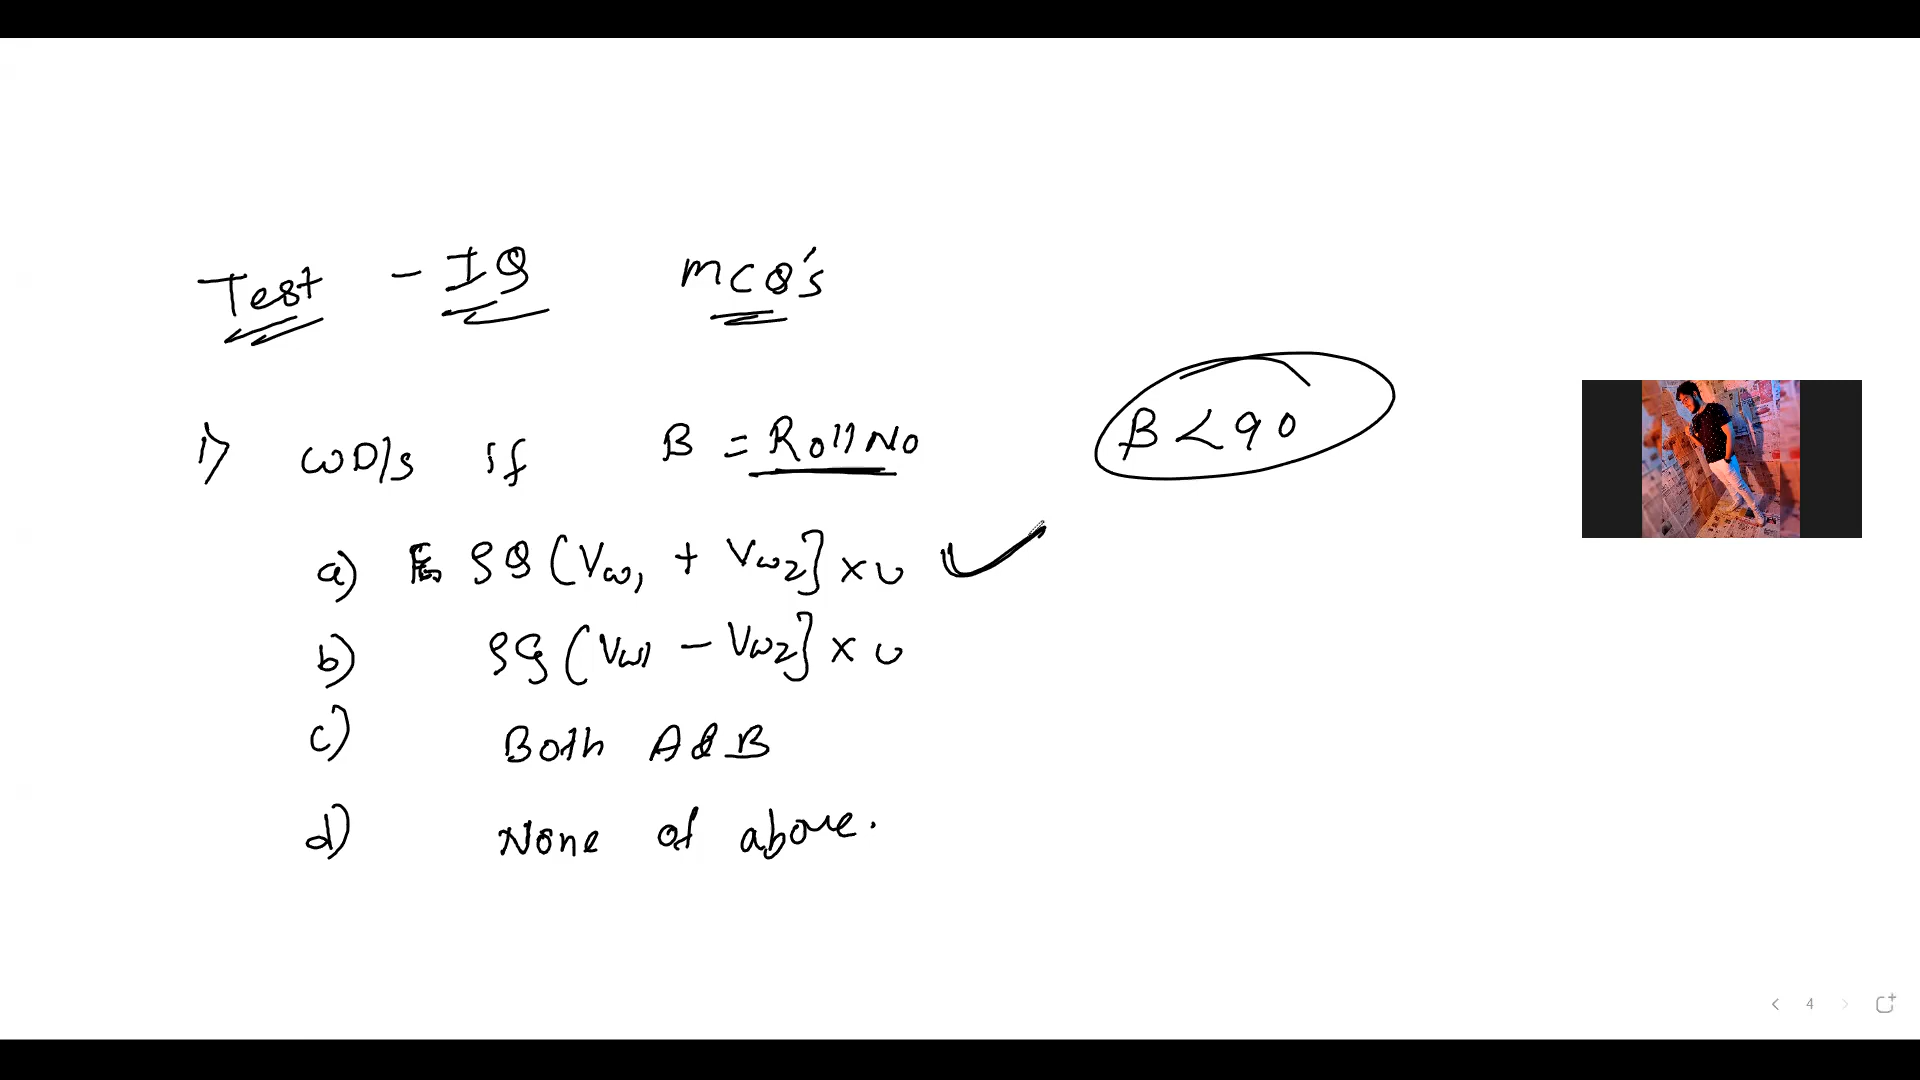 Test - IQ MCQ's
1) WD/s if B = Roll No β < 90
a) ρQ (Vw1 + Vw2] × u
b) ρQ (Vw1 - Vw2] × u
c) Both A & B
d) None of above.
4